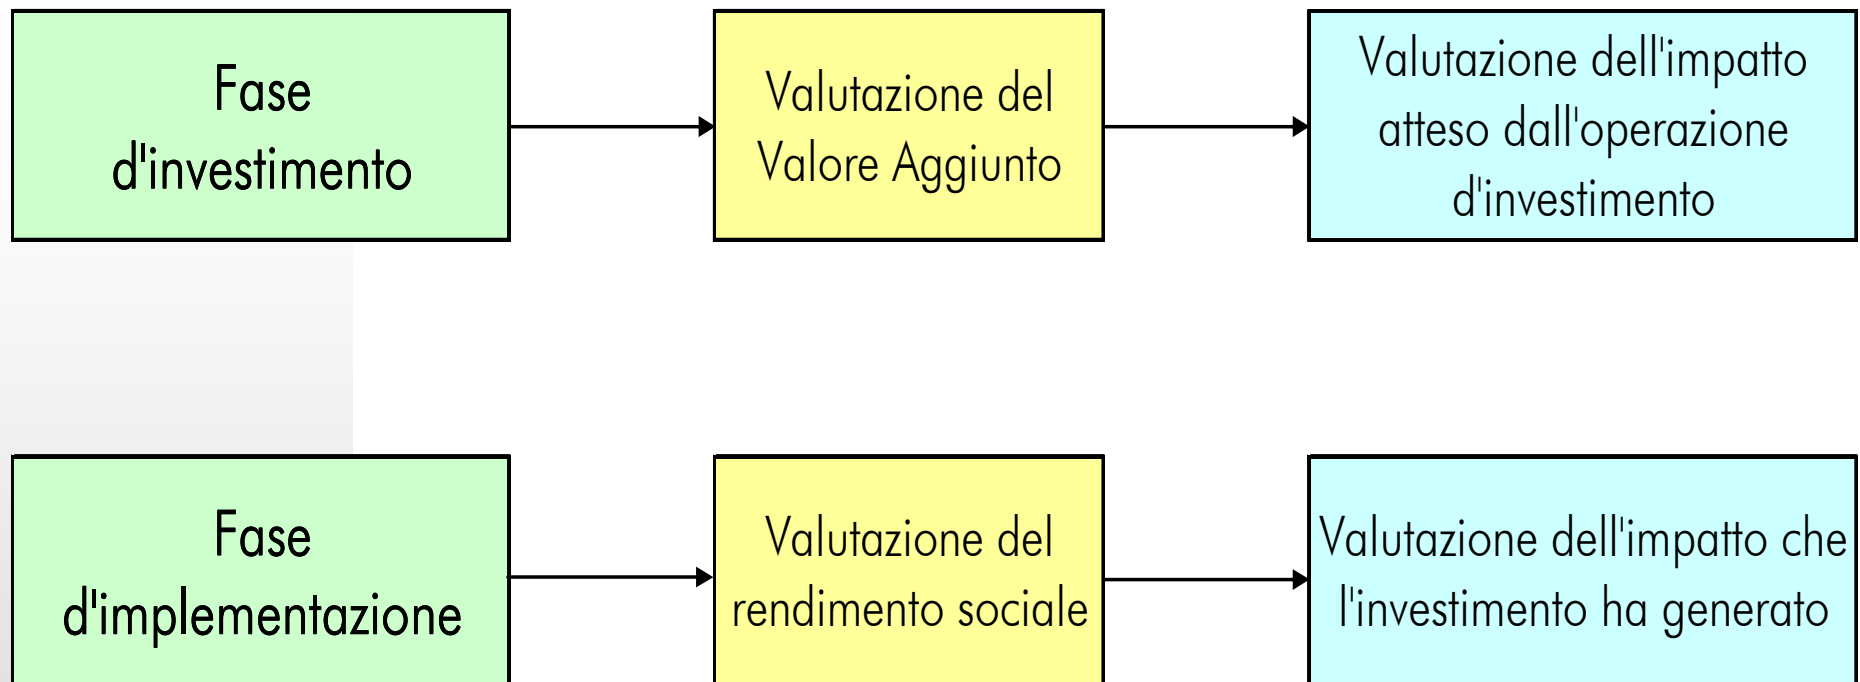 Fase
d'investimento
Valutazione del
Valore Aggiunto
Valutazione dell'impatto
atteso dall'operazione
d'investimento
Fase
d'implementazione
Valutazione del
rendimento sociale
Valutazione dell'impatto che
l'investimento ha generato